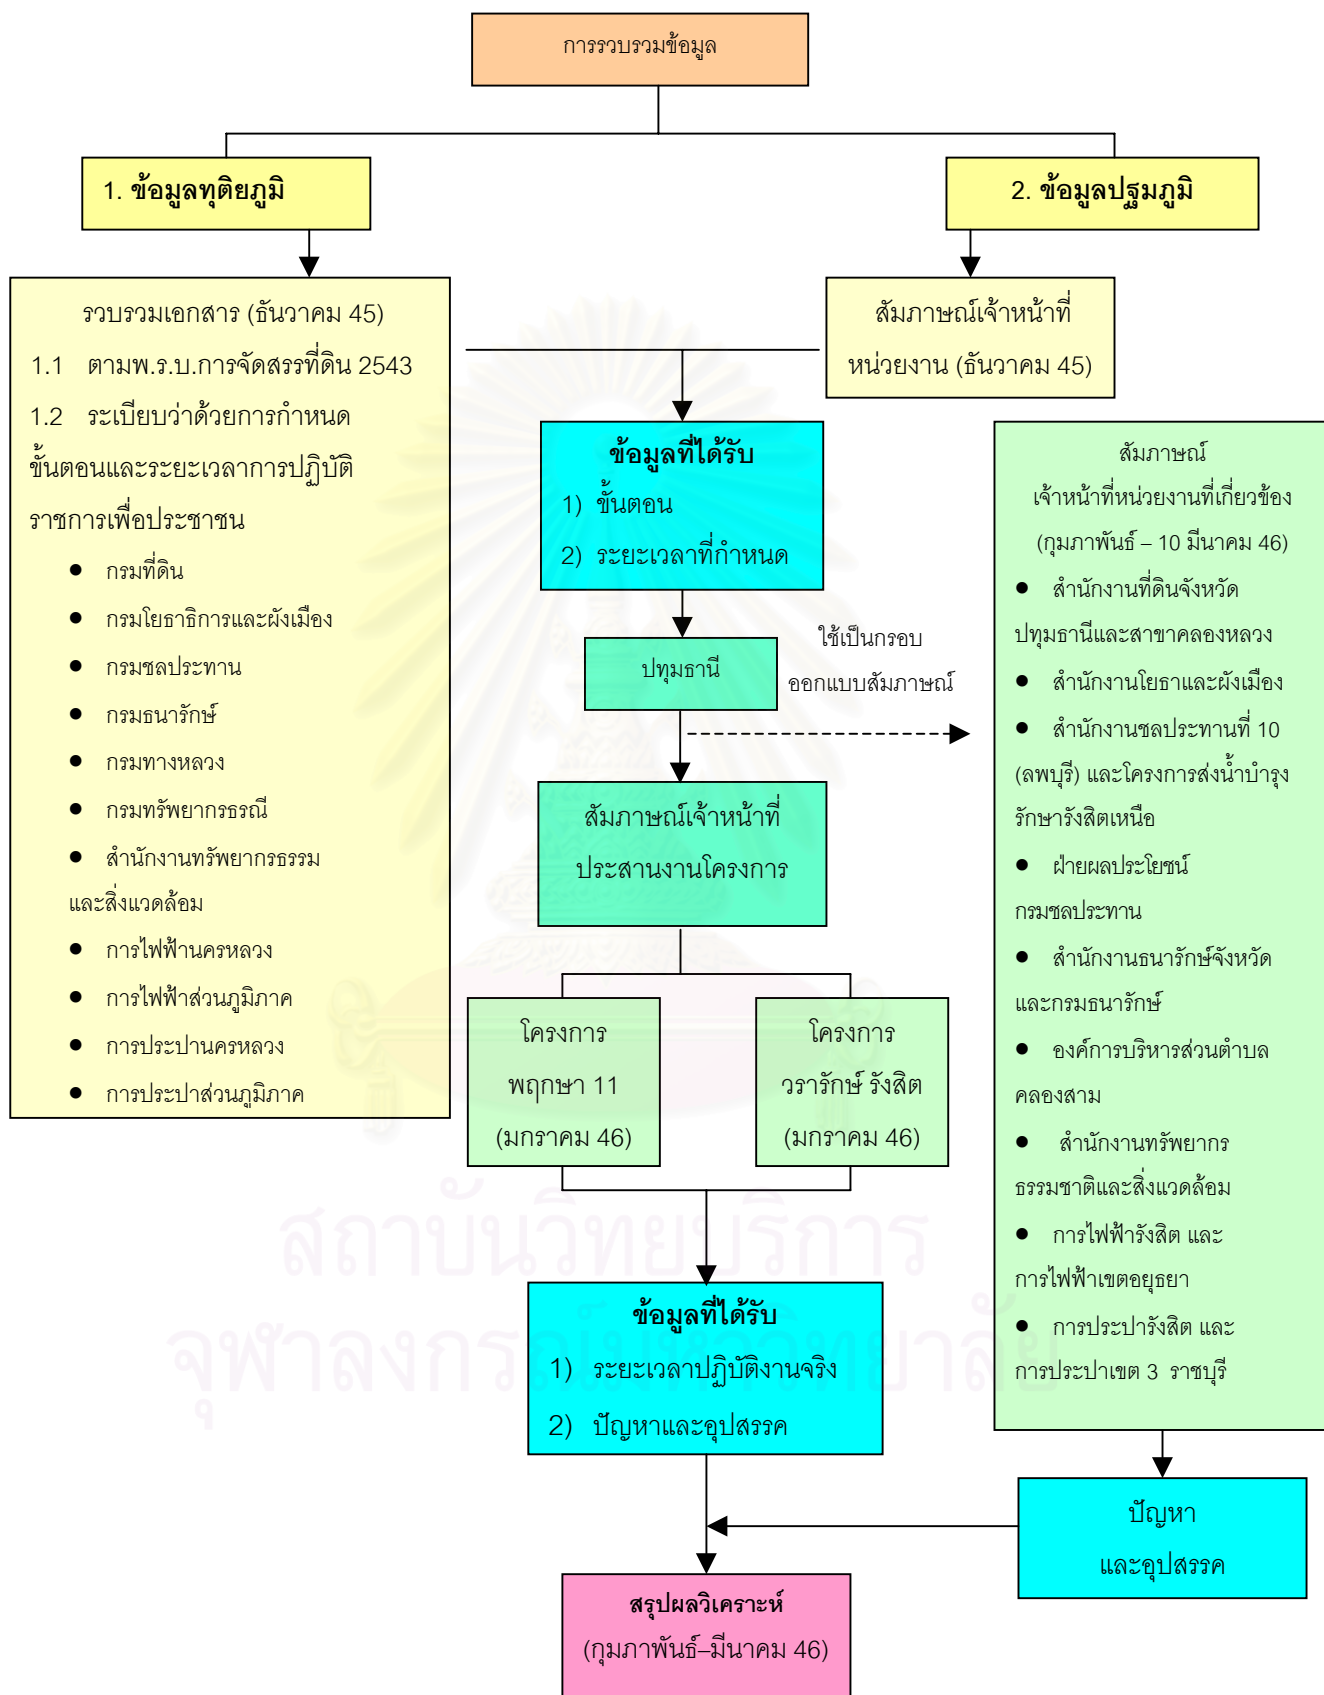 การรวบรวมข้อมูล
1. ข้อมูลทุติยภูมิ
2. ข้อมูลปฐมภูมิ
รวบรวมเอกสาร (ธันวาคม 45)
1.1 ตามพ.ร.บ.การจัดสรรที่ดิน 2543
1.2 ระเบียบว่าด้วยการกำหนด
ขั้นตอนและระยะเวลาการปฏิบัติ
ราชการเพื่อประชาชน
● กรมที่ดิน
● กรมโยธาธิการและผังเมือง
● กรมชลประทาน
● กรมธนารักษ์
● กรมทางหลวง
● กรมทรัพยากรธรณี
● สำนักงานทรัพยากรธรรม
และสิ่งแวดล้อม
● การไฟฟ้านครหลวง
● การไฟฟ้าส่วนภูมิภาค
● การประปานครหลวง
● การประปาส่วนภูมิภาค
สัมภาษณ์เจ้าหน้าที่
หน่วยงาน (ธันวาคม 45)
ข้อมูลที่ได้รับ
1) ขั้นตอน
2) ระยะเวลาที่กำหนด
ปทุมธานี
ใช้เป็นกรอบ
ออกแบบสัมภาษณ์
สัมภาษณ์เจ้าหน้าที่
ประสานงานโครงการ
โครงการ
พฤกษา 11
(มกราคม 46)
โครงการ
วรารักษ์ รังสิต
(มกราคม 46)
สัมภาษณ์
เจ้าหน้าที่หน่วยงานที่เกี่ยวข้อง
(กุมภาพันธ์ – 10 มีนาคม 46)
● สำนักงานที่ดินจังหวัด
ปทุมธานีและสาขาคลองหลวง
● สำนักงานโยธาและผังเมือง
● สำนักงานชลประทานที่ 10
(ลพบุรี) และโครงการส่งน้ำบำรุง
รักษารังสิตเหนือ
● ฝ่ายผลประโยชน์
กรมชลประทาน
● สำนักงานธนารักษ์จังหวัด
และกรมธนารักษ์
● องค์การบริหารส่วนตำบล
คลองสาม
● สำนักงานทรัพยากร
ธรรมชาติและสิ่งแวดล้อม
● การไฟฟ้ารังสิต และ
การไฟฟ้าเขตอยุธยา
● การประปารังสิต และ
การประปาเขต 3 ราชบุรี
ข้อมูลที่ได้รับ
1) ระยะเวลาปฏิบัติงานจริง
2) ปัญหาและอุปสรรค
ปัญหา
และอุปสรรค
สรุปผลวิเคราะห์
(กุมภาพันธ์–มีนาคม 46)
สถาบันวิทยบริการ
จุฬาลงกรณ์มหาวิทยาลัย